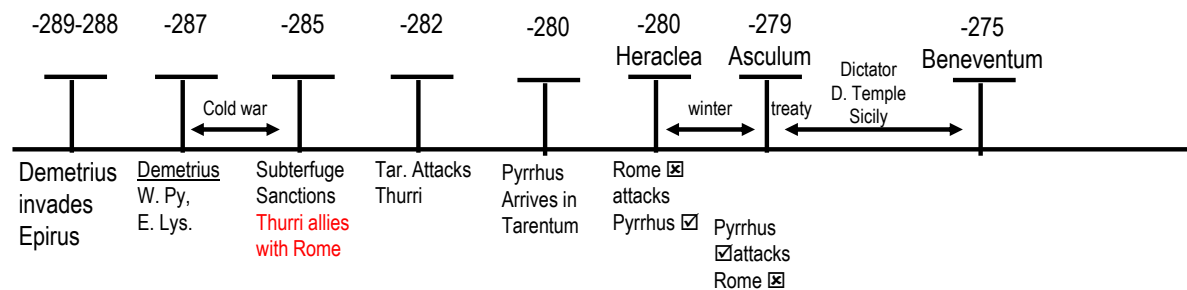 -289-288
-287
-285
-282
-280
-280
Heraclea
-279
Asculum
-275
Beneventum
Cold war
winter
treaty
Dictator
D. Temple
Sicily
Demetrius
invades
Epirus
Demetrius
W. Py,
E. Lys.
Subterfuge
Sanctions
Thurri allies
with Rome
Tar. Attacks
Thurri
Pyrrhus
Arrives in
Tarentum
Rome ☒
attacks
Pyrrhus ☑
Pyrrhus
☑attacks
Rome ☒